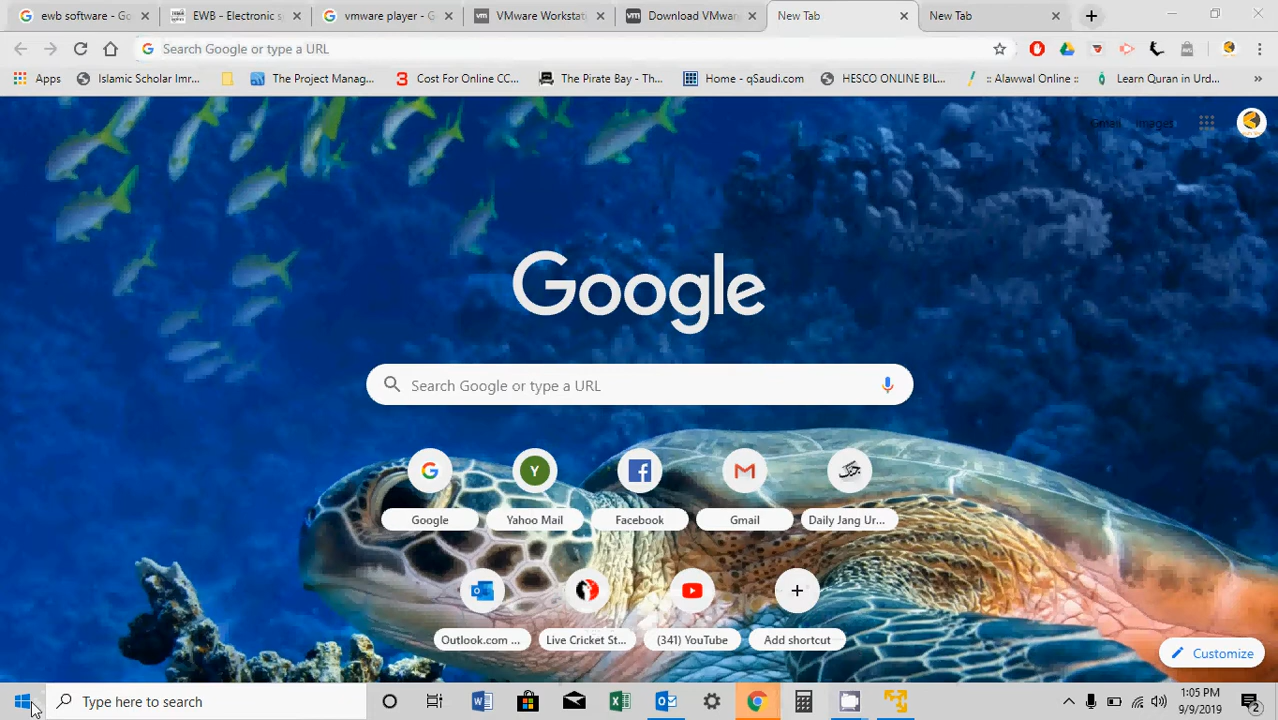 ewb software - Go
EWB - Electronic s
vmware player - G
VMware Workstat
Download VMwar
New Tab
New Tab
Search Google or type a URL
Apps
Islamic Scholar Imr...
The Project Manag...
Cost For Online CC...
The Pirate Bay - Th...
Home - qSaudi.com
HESCO ONLINE BIL...
:: Alawwal Online ::
Learn Quran in Urd...
»
Gmail
Images
Google
Search Google or type a URL
Google
Yahoo Mail
Facebook
Gmail
Daily Jang Ur...
Outlook.com ...
Live Cricket St...
(341) YouTube
Add shortcut
Customize
Type here to search
1:05 PM
9/9/2019
2